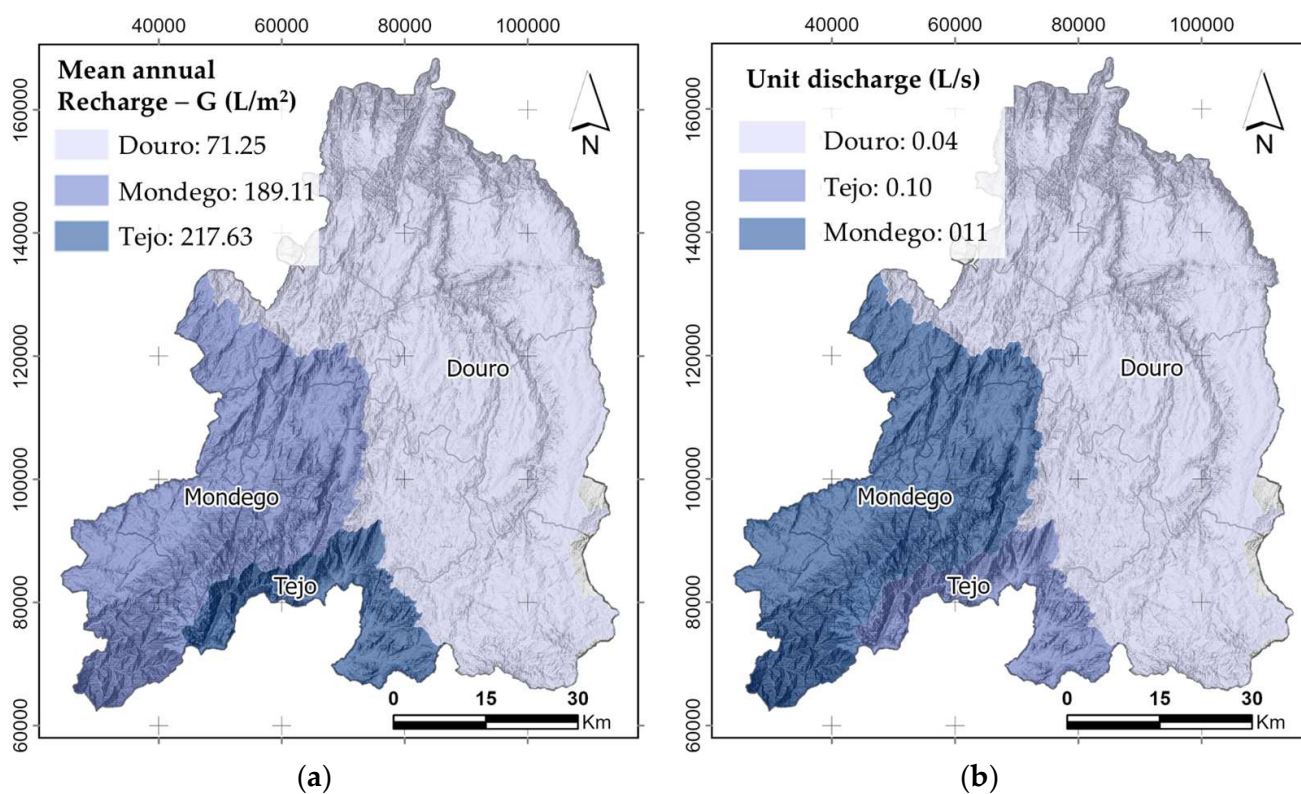 40000 60000 80000 100000
Mean annual
Recharge – G (L/m²)
Douro: 71.25
Mondego: 189.11
Tejo: 217.63
N
160000
140000
120000
100000
80000
60000
Douro
Mondego
Tejo
0 15 30
Km
(a)
40000 60000 80000 100000
Unit discharge (L/s)
Douro: 0.04
Tejo: 0.10
Mondego: 011
N
160000
140000
120000
100000
80000
60000
Douro
Mondego
Tejo
0 15 30
Km
(b)